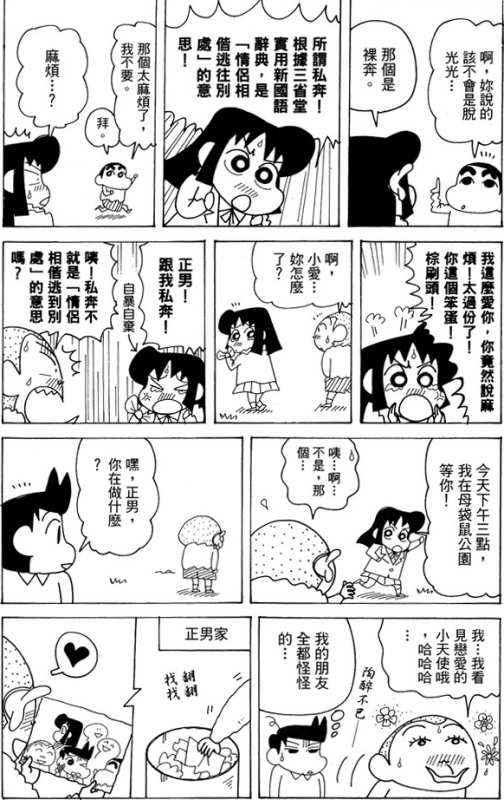 啊，妳說的
該不會是脫
光光…
那個是
裸奔。
所謂私奔！
根據三省堂
實用新國語
辭典，是
「情侶相
偕逃往別
處」的意
思！
那個太麻煩了，
我不要。
拜。
麻煩…？
我這麼愛你，你竟然說麻
煩！太過份了！
你這個笨蛋！
棕刷頭！
啊，
小愛…
妳怎麼
了？
正男！
跟我私奔！
自暴自棄
咦！私奔不
就是「情侶
相偕逃到別
處」的意思
嗎？
今天下午三點，
我在母袋鼠公園
等你！
咦…啊…
不是，那
個…
嘿，正男，
你在做什麼
？
我…我看
見戀愛的
小天使哦
，哈哈哈
陶醉不已
我的朋友
全都怪怪
的…
正男家
翻翻
找找